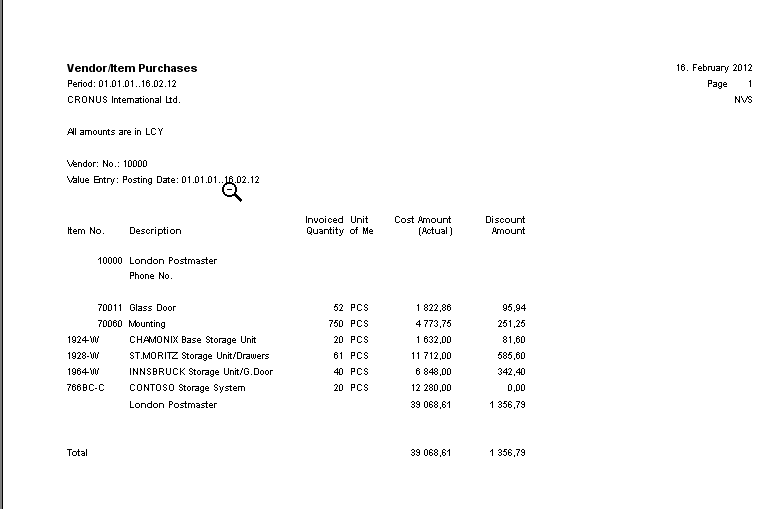 Vendor/Item Purchases 16. February 2012
Period: 01.01.01..16.02.12 Page 1
CRONUS International Ltd. NVS
All amounts are in LCY
Vendor: No.: 10000
Value Entry: Posting Date: 01.01.01..16.02.12
Invoiced Unit Cost Amount Discount
Item No. Description Quantity of Me (Actual) Amount
10000 London Postmaster
Phone No.
70011 Glass Door 52 PCS 1 822,86 95,94
70060 Mounting 750 PCS 4 773,75 251,25
1924-W CHAMONIX Base Storage Unit 20 PCS 1 632,00 81,60
1928-W ST.MORITZ Storage Unit/Drawers 61 PCS 11 712,00 585,60
1964-W INNSBRUCK Storage Unit/G.Door 40 PCS 6 848,00 342,40
766BC-C CONTOSO Storage System 20 PCS 12 280,00 0,00
London Postmaster 39 068,61 1 356,79
Total 39 068,61 1 356,79